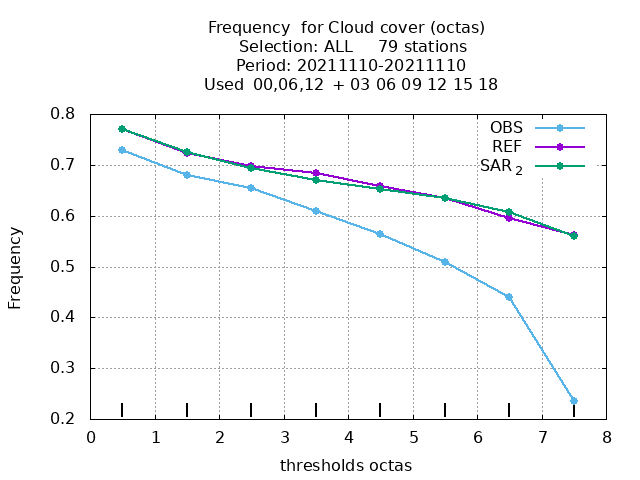 Frequency  for Cloud cover (octas)
Selection: ALL     79 stations
Period: 20211110-20211110
Used  00,06,12  + 03 06 09 12 15 18
OBS
REF
SAR 2
0.8
0.7
0.6
0.5
0.4
0.3
0.2
Frequency
0 1 2 3 4 5 6 7 8
thresholds octas